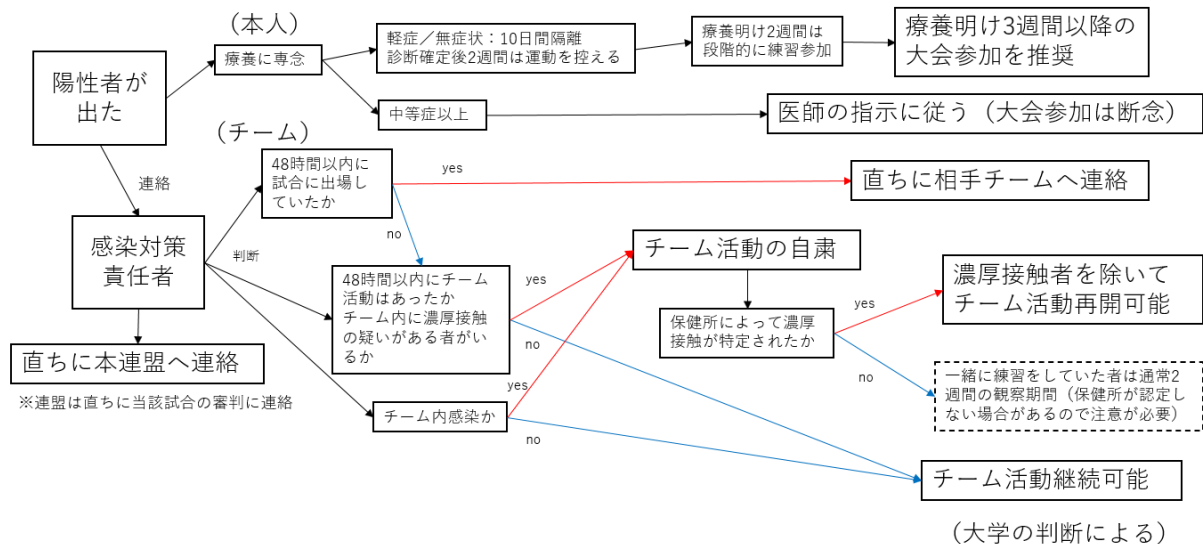 （本人）
陽性者が
出た
療養に専念
軽症／無症状：10日間隔離
診断確定後2週間は運動を控える
療養明け2週間は
段階的に練習参加
療養明け3週間以降の
大会参加を推奨
中等症以上
医師の指示に従う（大会参加は断念）
（チーム）
連絡
48時間以内に
試合に出場し
ていたか
yes
直ちに相手チームへ連絡
no
感染対策
責任者
判断
48時間以内にチーム
活動はあったか
チーム内に濃厚接触
の疑いがある者がい
るか
yes
no
チーム活動の自粛
保健所によって濃厚
接触が特定されたか
yes
濃厚接触者を除いて
チーム活動再開可能
no
一緒に練習をしていた者は通常2
週間の観察期間（保健所が認定し
ない場合があるので注意が必要）
直ちに本連盟へ連絡
※連盟は直ちに当該試合の審判に連絡
チーム内感染か
yes
no
チーム活動継続可能
（大学の判断による）